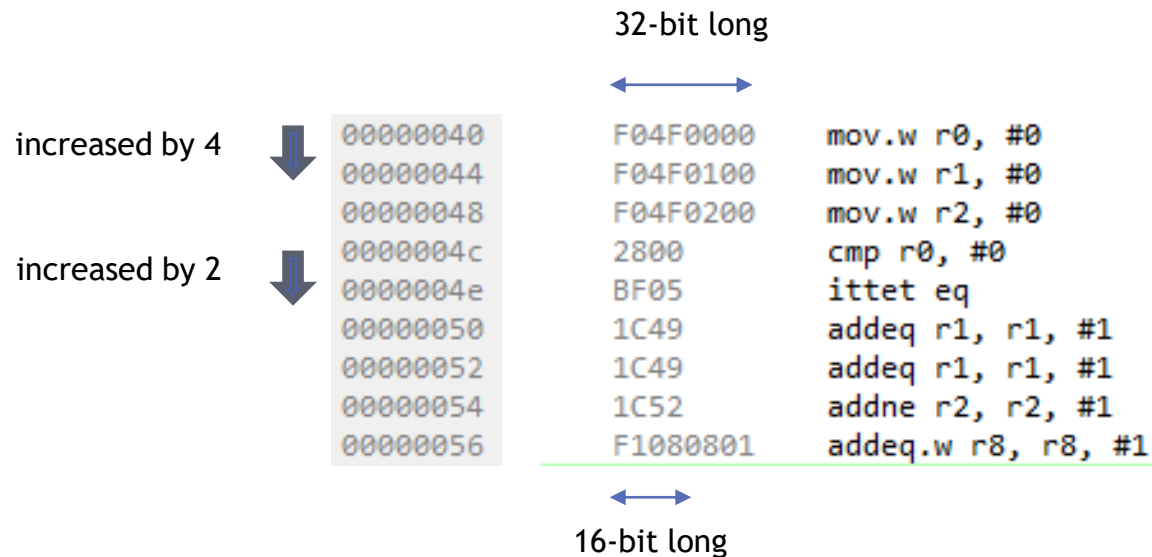 32-bit long
increased by 4
00000040 F04F0000 mov.w r0, #0
00000044 F04F0100 mov.w r1, #0
00000048 F04F0200 mov.w r2, #0
increased by 2
0000004c 2800 cmp r0, #0
0000004e BF05 ittet eq
00000050 1C49 addeq r1, r1, #1
00000052 1C49 addeq r1, r1, #1
00000054 1C52 addne r2, r2, #1
00000056 F1080801 addeq.w r8, r8, #1
16-bit long